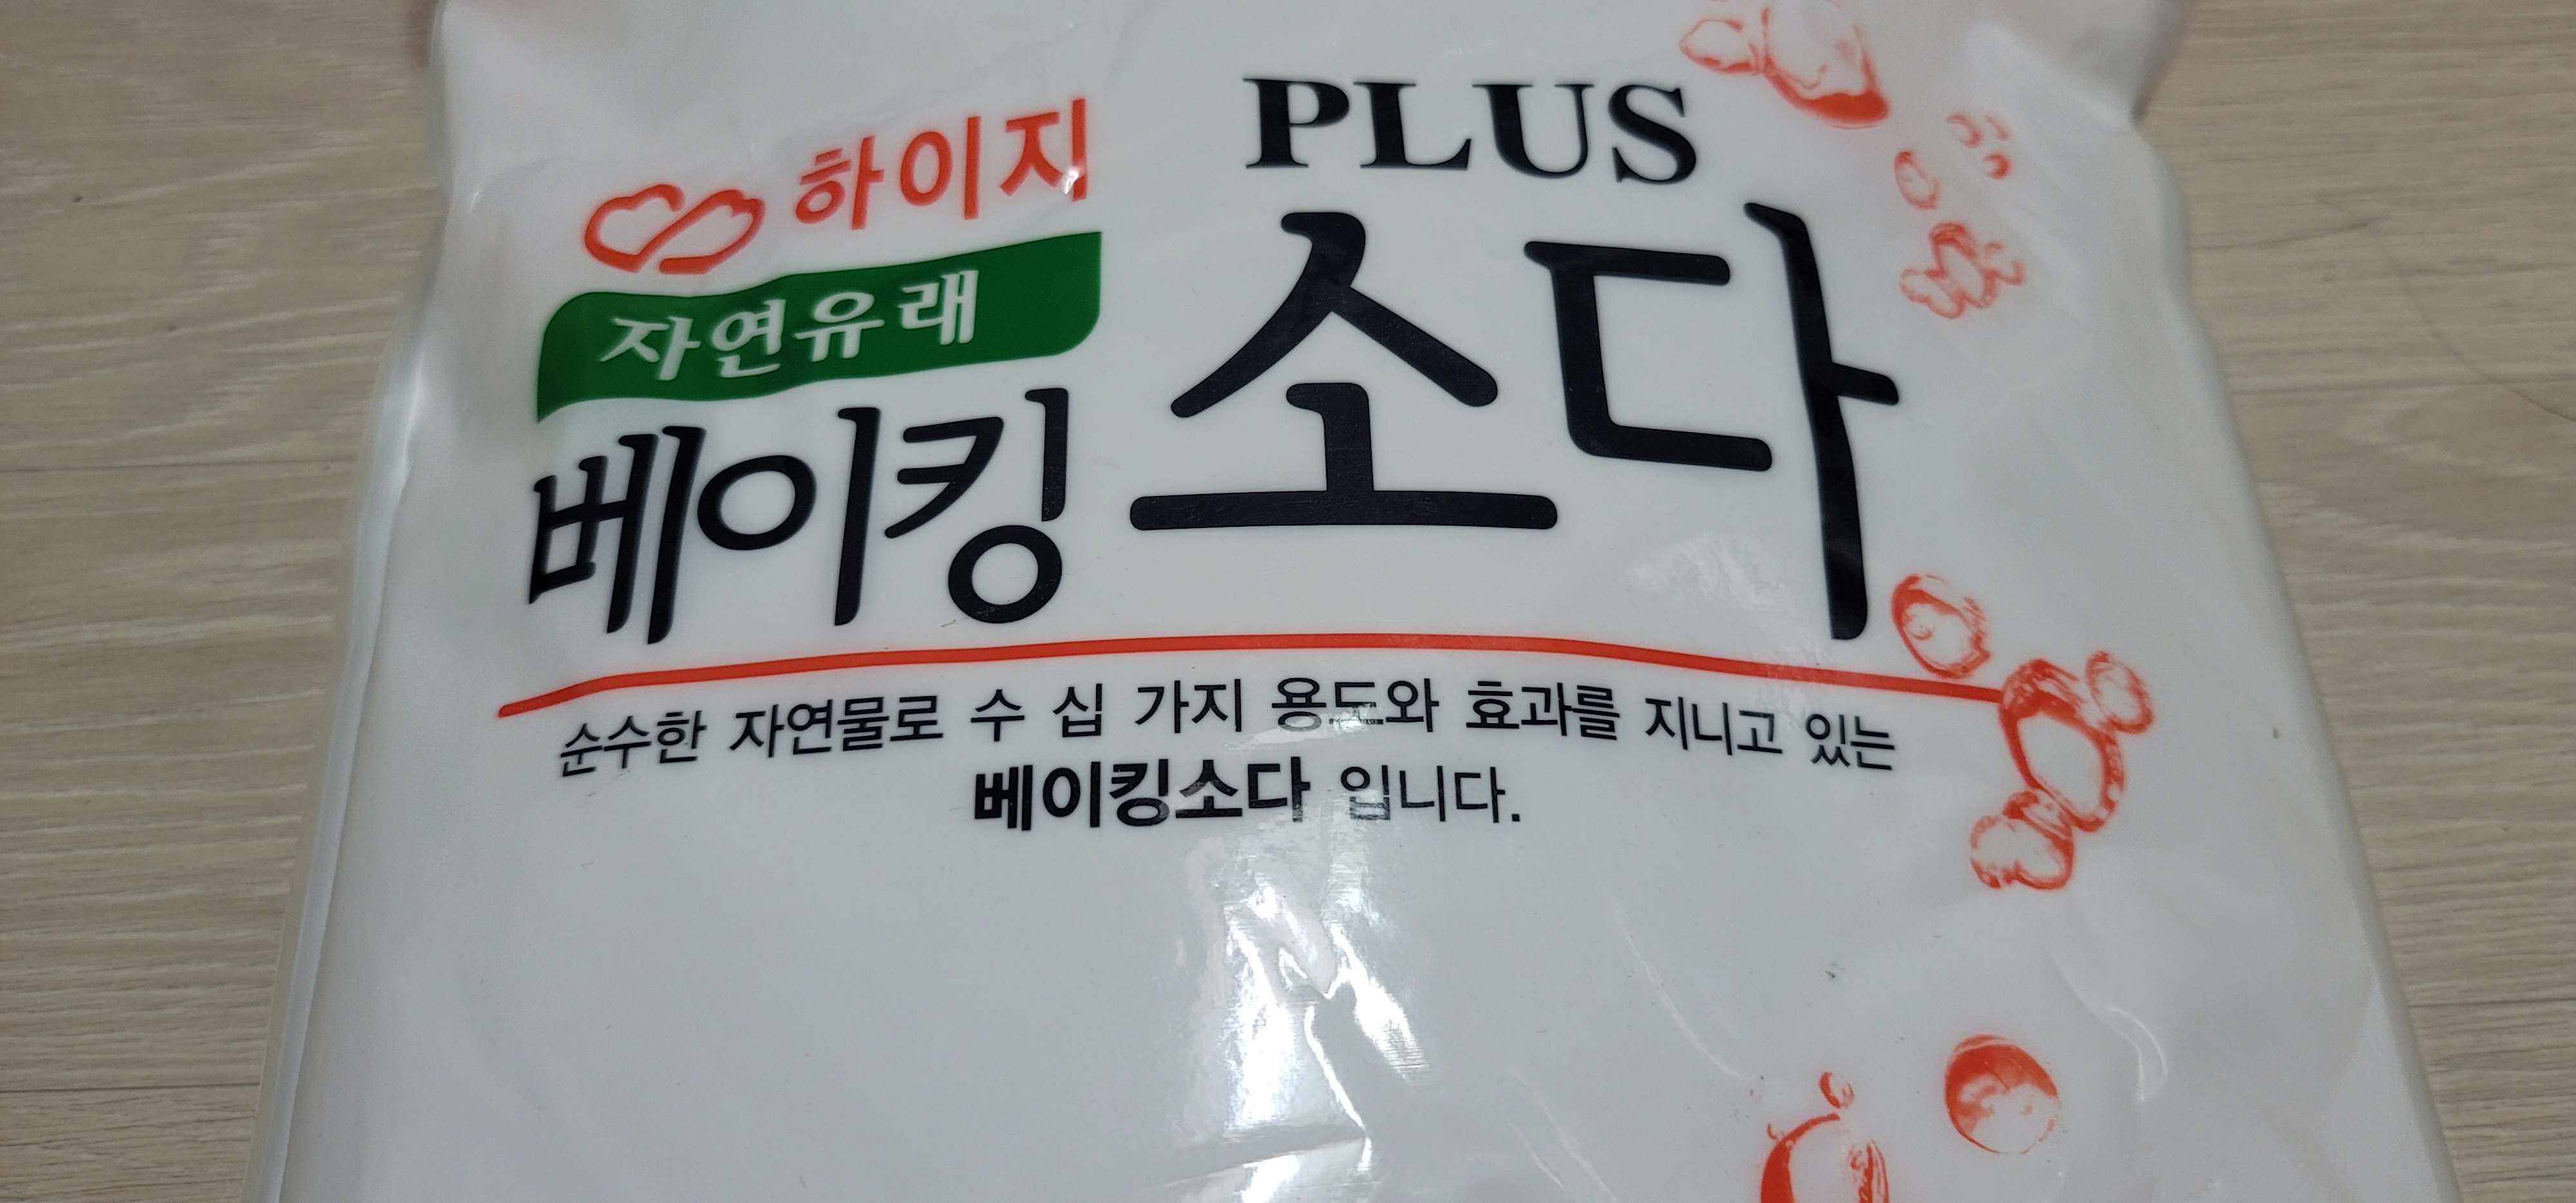 하이지
자연유래
베이킹
PLUS
소다
순수한 자연물로 수 십 가지 용도와 효과를 지니고 있는
베이킹소다 입니다.